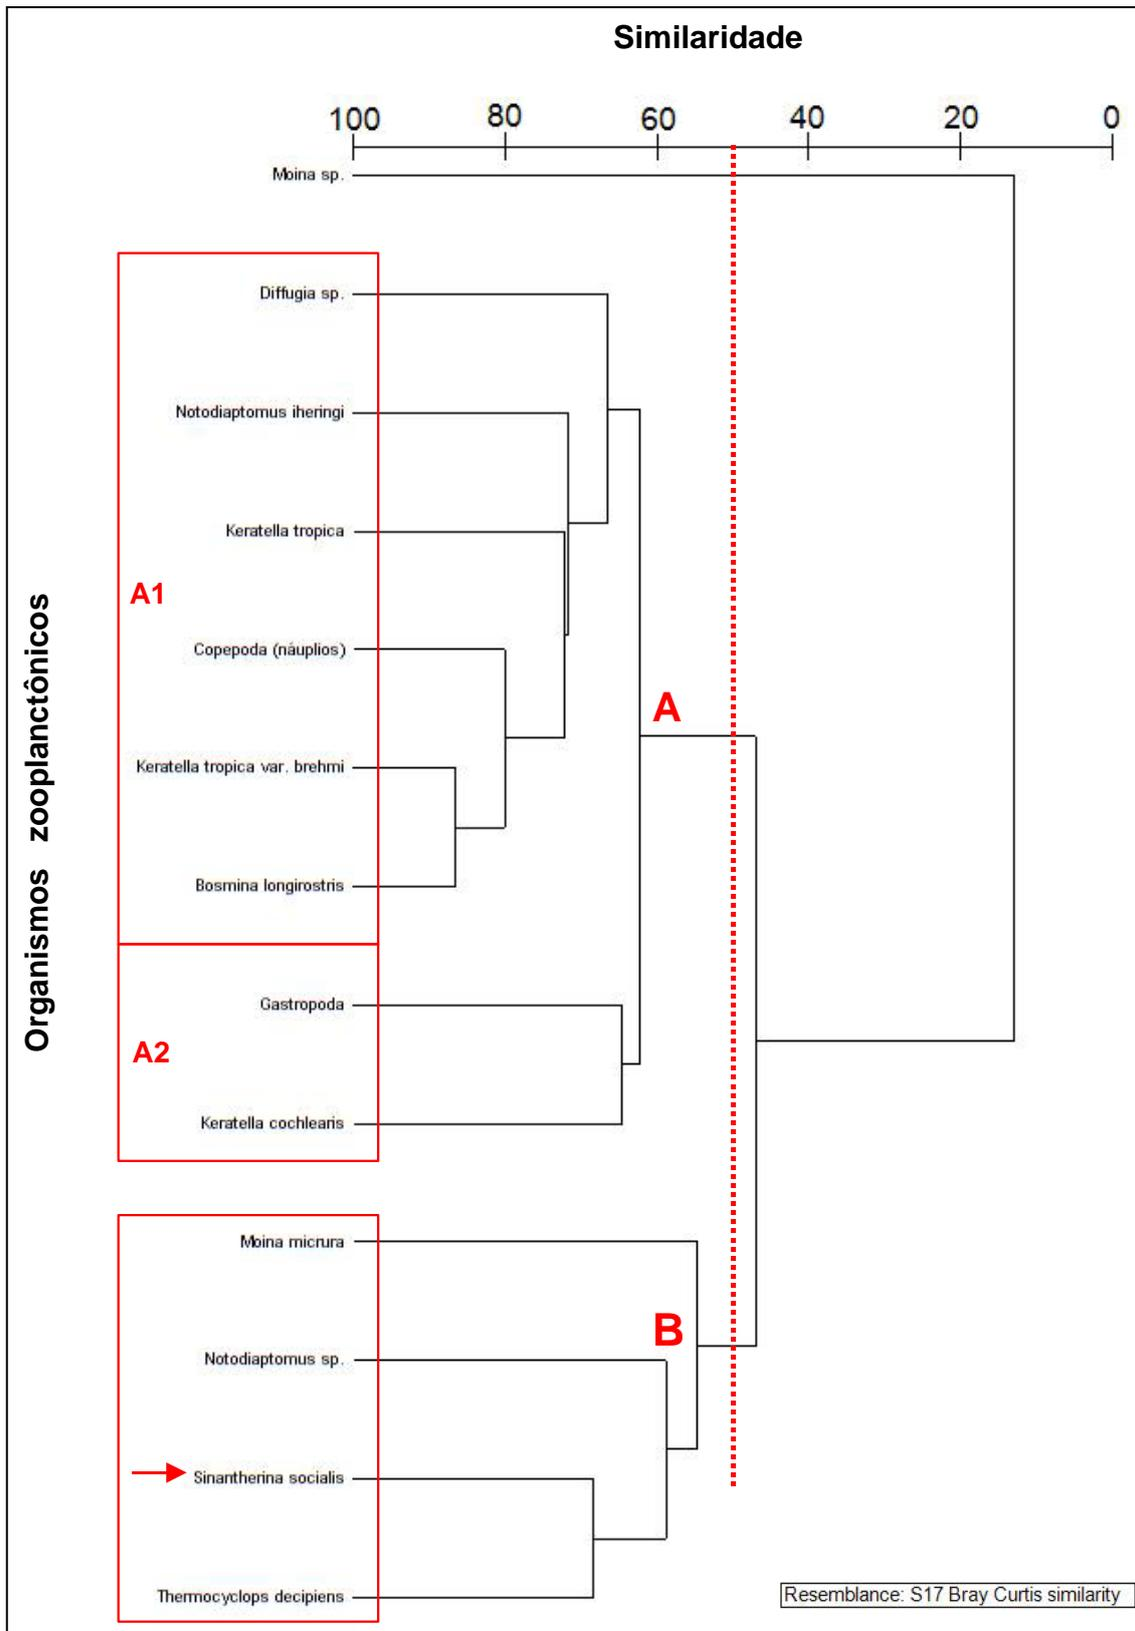 Similaridade
100 80 60 40 20 0
Moina sp.
Diffugia sp.
Notodiaptomus iheringi
Keratella tropica
A1
Copepoda (náuplios)
A
Keratella tropica var. brehmi
Bosmina longirostris
Organismos zooplanctônicos
Gastropoda
A2
Keratella cochlearis
Moina micrura
B
Notodiaptomus sp.
Sinantherina socialis
Thermocyclops decipiens
Resemblance: S17 Bray Curtis similarity